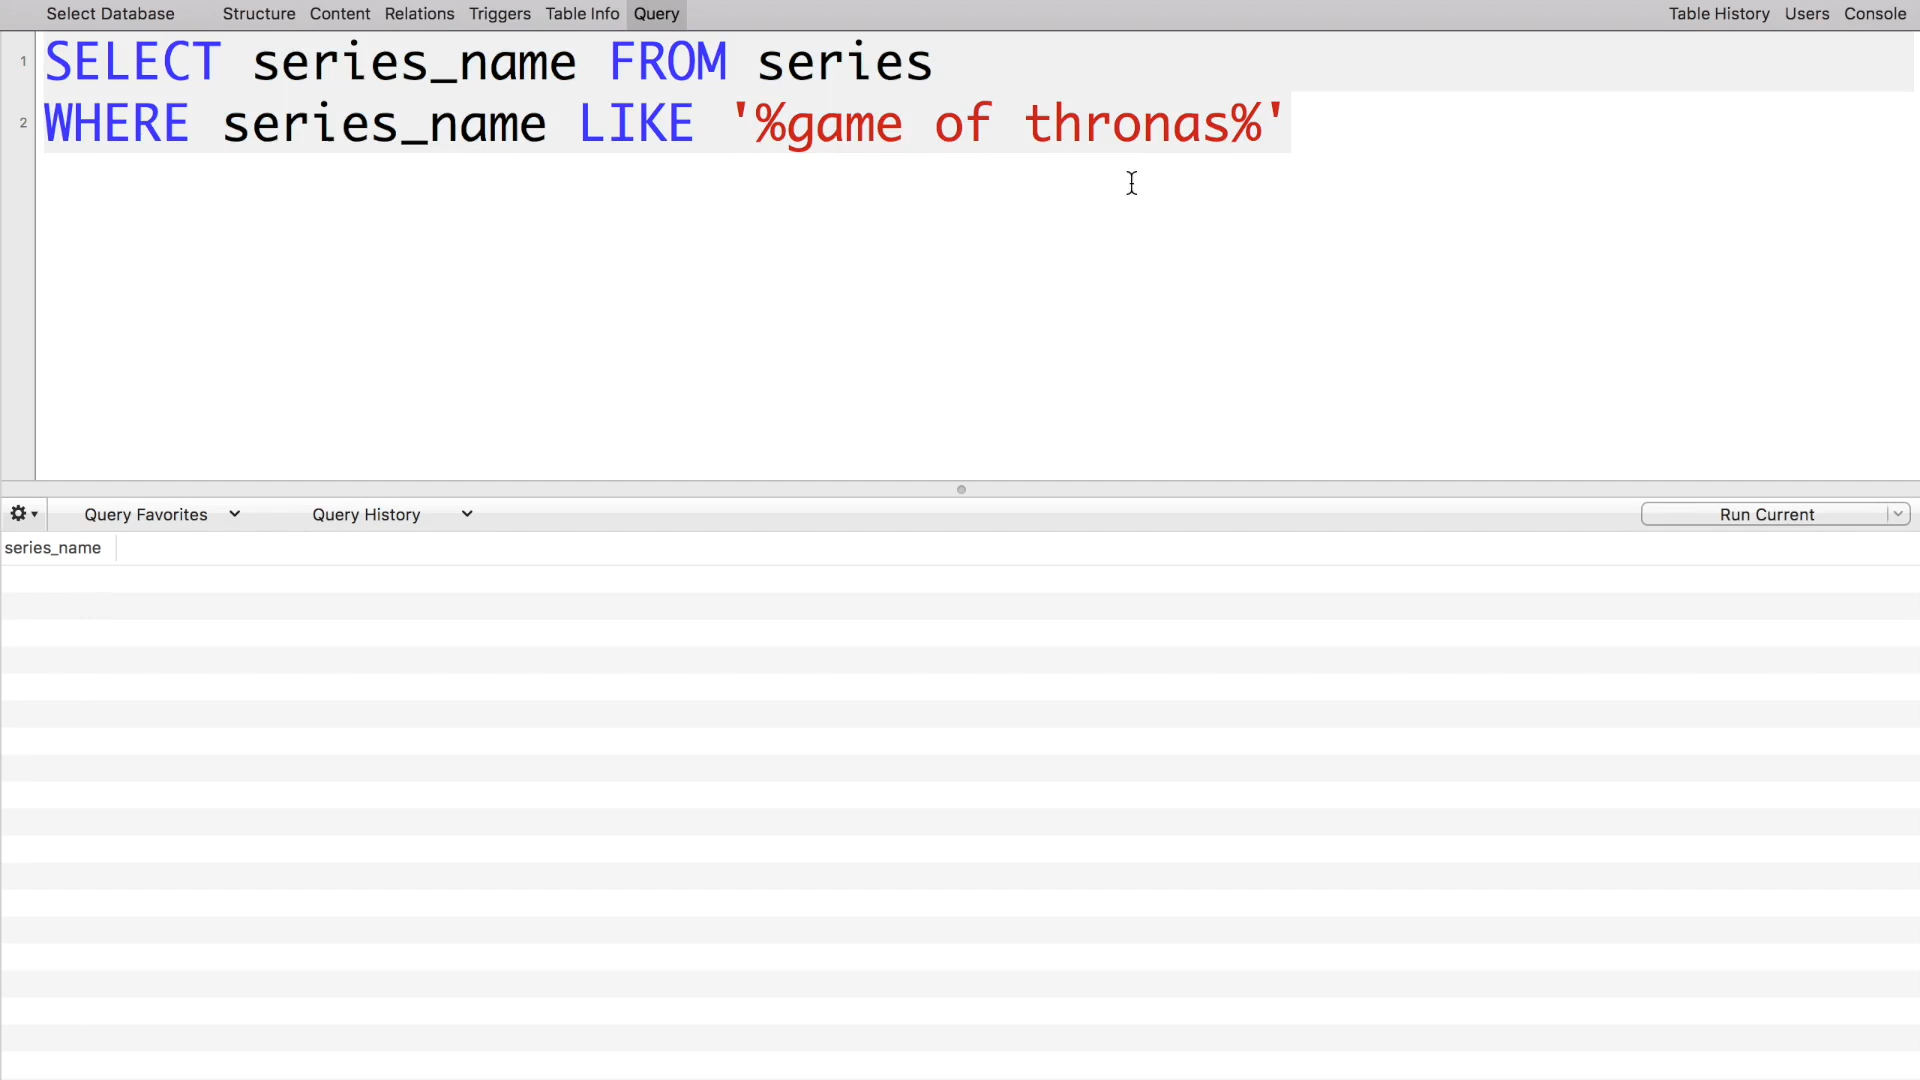 Select Database Structure Content Relations Triggers Table Info Query Table History Users Console
1 SELECT series_name FROM series
2 WHERE series_name LIKE '%game of thronas%'
Query Favorites Query History Run Current
series_name